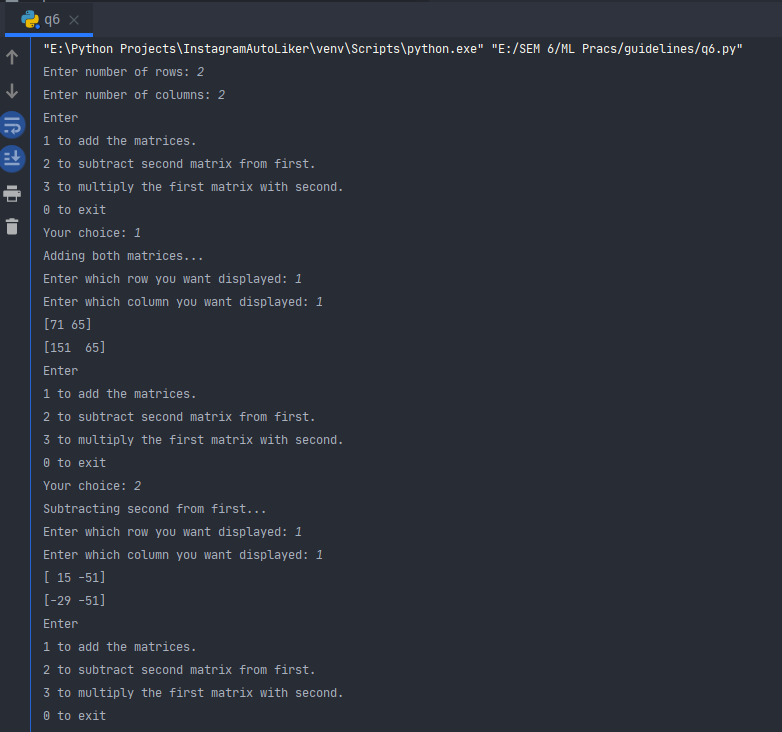 q6
"E:\Python Projects\InstagramAutoLiker\venv\Scripts\python.exe" "E:/SEM 6/ML Pracs/guidelines/q6.py"
Enter number of rows: 2
Enter number of columns: 2
Enter
1 to add the matrices.
2 to subtract second matrix from first.
3 to multiply the first matrix with second.
0 to exit
Your choice: 1
Adding both matrices...
Enter which row you want displayed: 1
Enter which column you want displayed: 1
[71 65]
[151  65]
Enter
1 to add the matrices.
2 to subtract second matrix from first.
3 to multiply the first matrix with second.
0 to exit
Your choice: 2
Subtracting second from first...
Enter which row you want displayed: 1
Enter which column you want displayed: 1
[ 15 -51]
[-29 -51]
Enter
1 to add the matrices.
2 to subtract second matrix from first.
3 to multiply the first matrix with second.
0 to exit